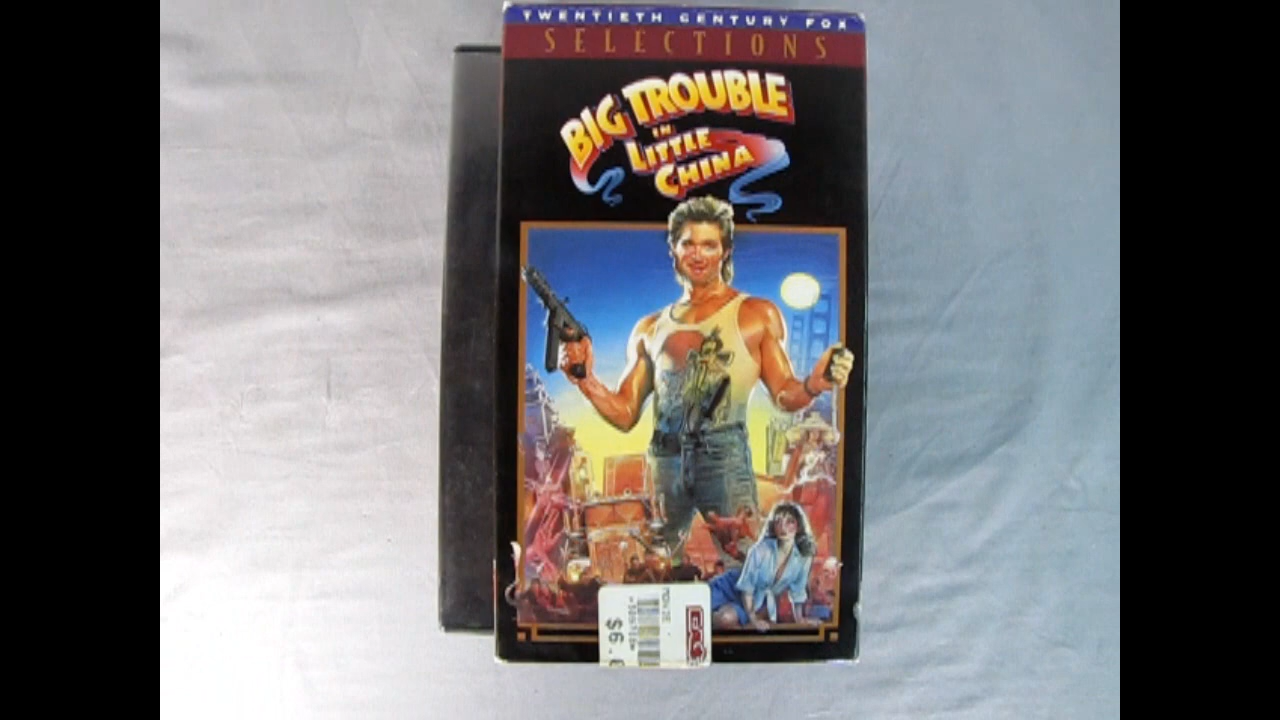 TWENTIETH CENTURY FOX
SELECTIONS
BIG TROUBLE
IN
LITTLE
CHINA
$6.